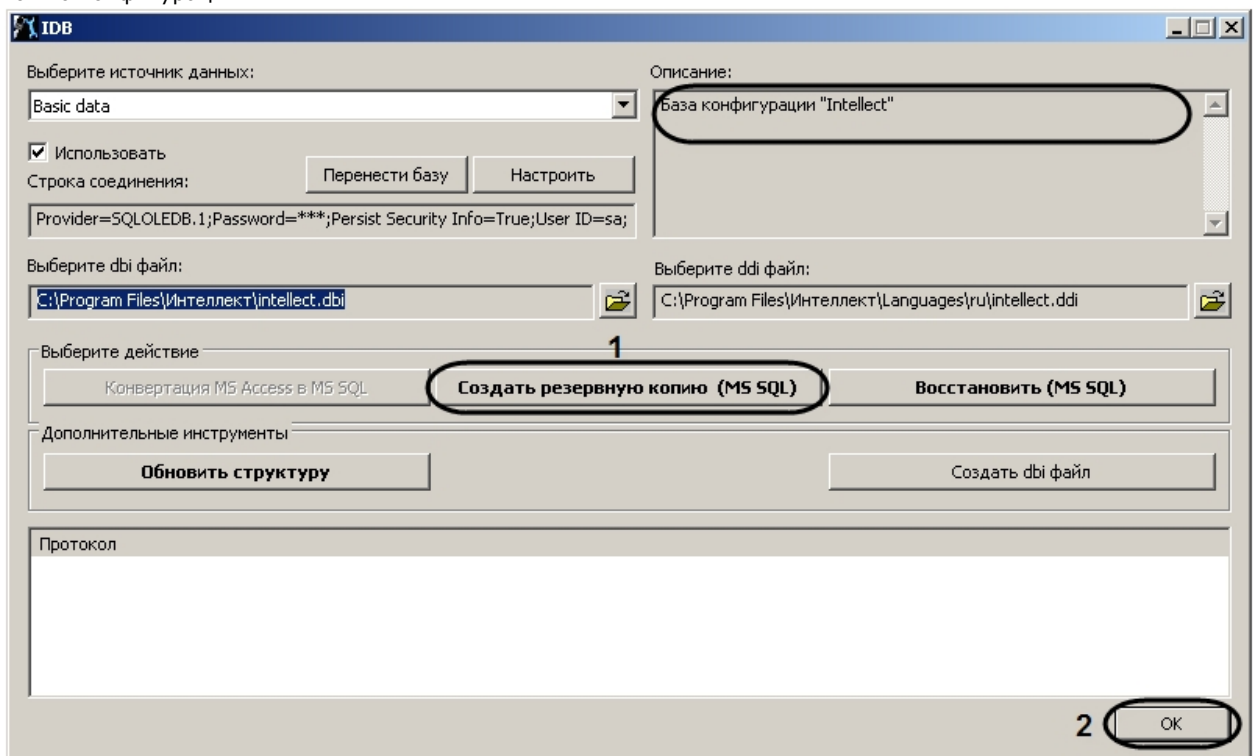 IDB
Выберите источник данных:
Описание:
Basic data
База конфигурации "Intellect"
Использовать
Строка соединения:
Перенести базу
Настроить
Provider=SQLOLEDB.1;Password=***;Persist Security Info=True;User ID=sa;
Выберите dbi файл:
Выберите ddi файл:
C:\Program Files\Интеллект\intellect.dbi
C:\Program Files\Интеллект\Languages\ru\intellect.ddi
Выберите действие
1
Конвертация MS Access в MS SQL
Создать резервную копию (MS SQL)
Восстановить (MS SQL)
Дополнительные инструменты
Обновить структуру
Создать dbi файл
Протокол
2
OK